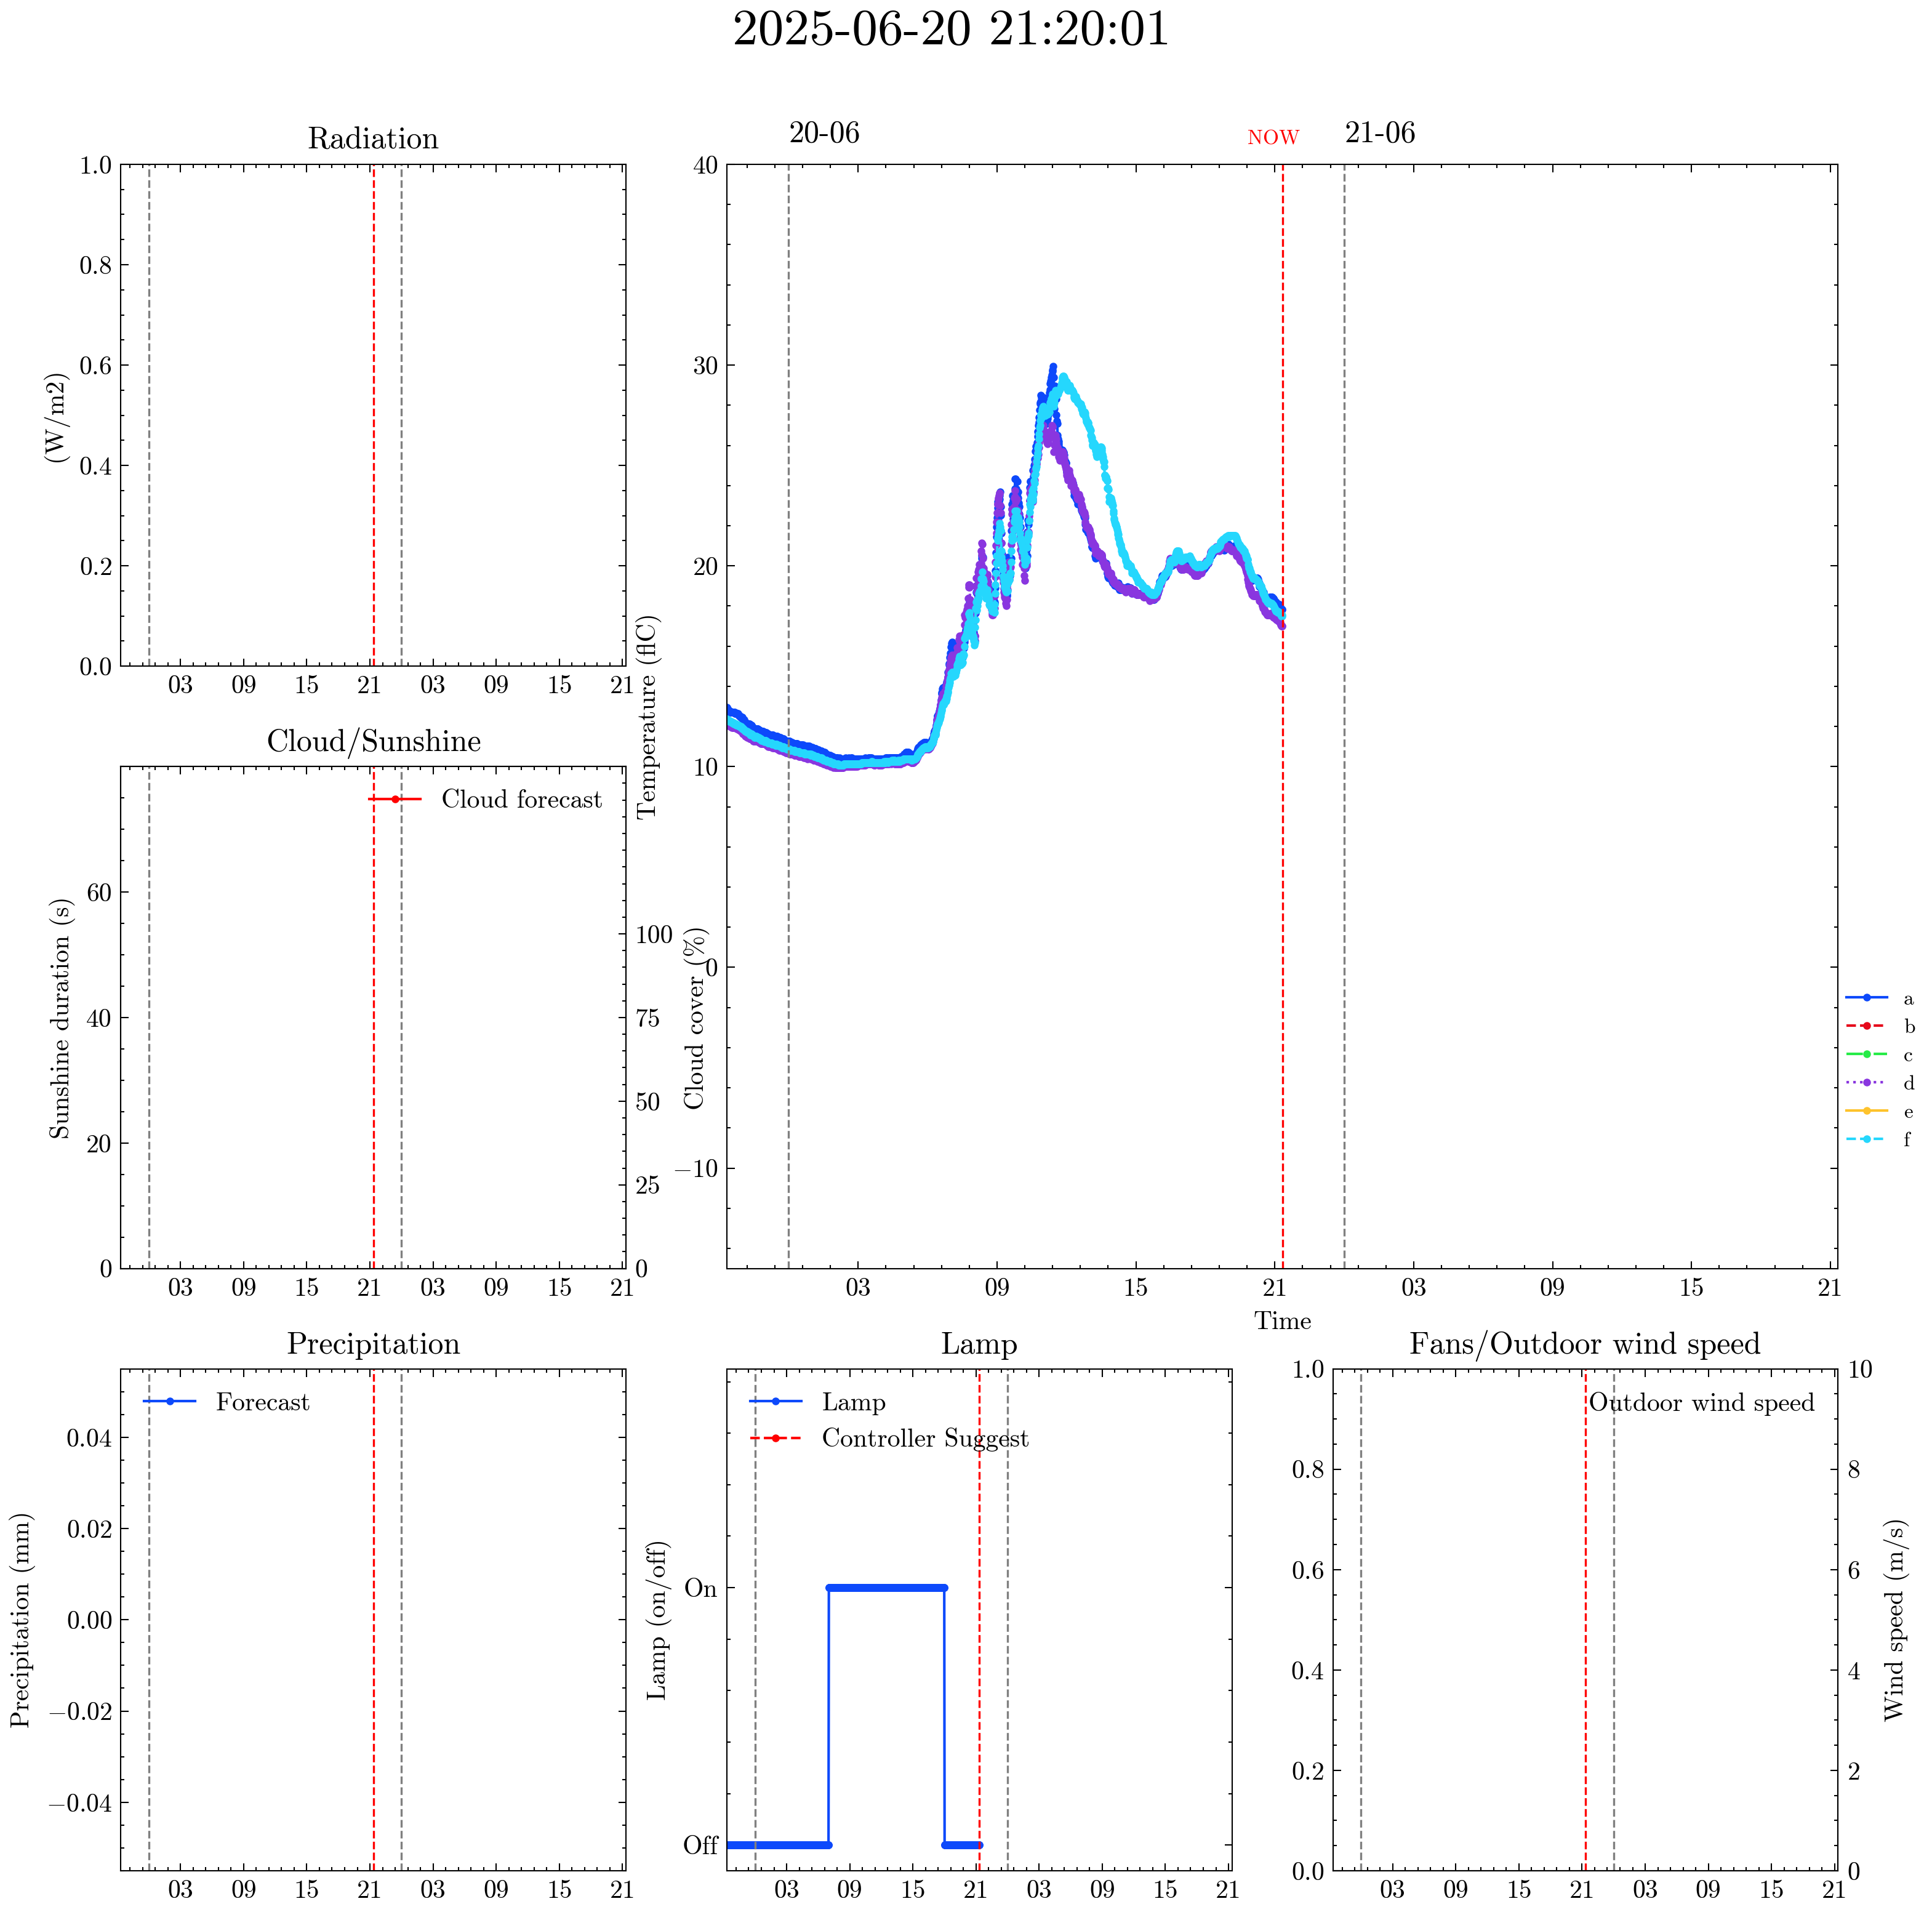 2025-06-20 21:20:01
Radiation
1.0
0.8
0.6
0.4
0.2
0.0
(W/m2)
03 09 15 21 03 09 15 21
20-06
NOW
21-06
40
30
20
10
0
−10
Temperature (flC)
03 09 15 21 03 09 15 21
Time
a
b
c
d
e
f
Cloud/Sunshine
Cloud forecast
60
40
20
0
Sunshine duration (s)
100
75
50
25
0
Cloud cover (%)
03 09 15 21 03 09 15 21
Precipitation
Forecast
0.04
0.02
0.00
−0.02
−0.04
Precipitation (mm)
03 09 15 21 03 09 15 21
Lamp
Lamp
Controller Suggest
On
Off
Lamp (on/off)
03 09 15 21 03 09 15 21
Fans/Outdoor wind speed
Outdoor wind speed
1.0
0.8
0.6
0.4
0.2
0.0
10
8
6
4
2
0
Wind speed (m/s)
03 09 15 21 03 09 15 21